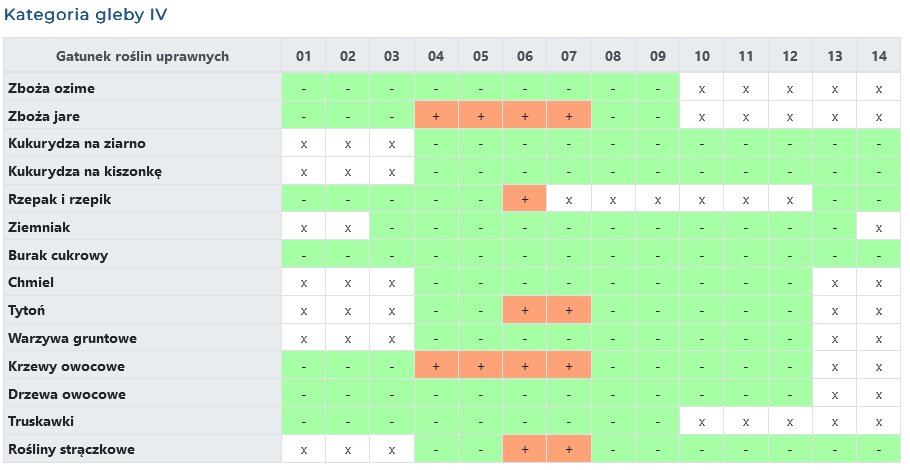 Kategoria gleby IV
Gatunek roślin uprawnych 01 02 03 04 05 06 07 08 09 10 11 12 13 14
Zboża ozime - - - - - - - - - x x x x x
Zboża jare - - - + + + + - - x x x x x
Kukurydza na ziarno x x x - - - - - - - - - - -
Kukurydza na kiszonkę x x x - - - - - - - - - - -
Rzepak i rzepik - - - - - + x x x x x x - -
Ziemniak x x - - - - - - - - - - - x
Burak cukrowy - - - - - - - - - - - - - -
Chmiel x x x - - - - - - - - - x x
Tytoń x x x - - + + - - - - - x x
Warzywa gruntowe x x x - - - - - - - - - x x
Krzewy owocowe - - - + + + + - - - - - x x
Drzewa owocowe - - - - - - - - - - - - x x
Truskawki - - - - - - - - - x x x x x
Rośliny strączkowe x x x - - + + - - - - - - -